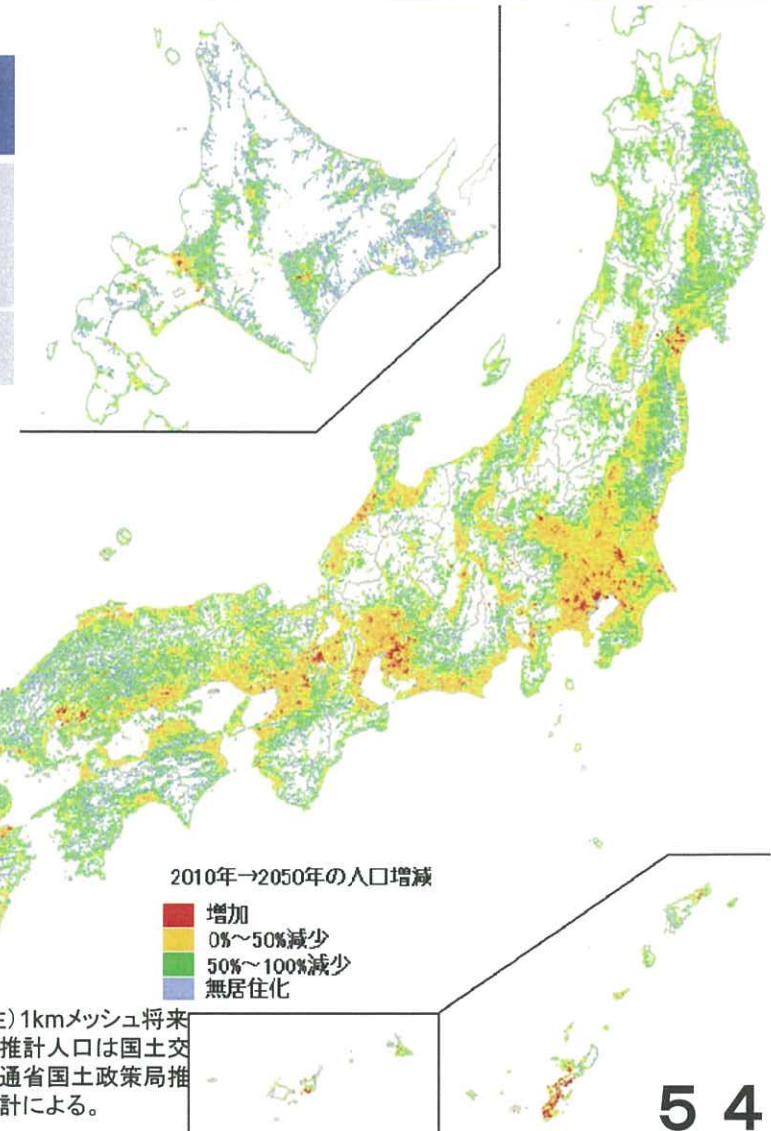 2010年→2050年の人口増減
増加
0%～50%減少
50%～100%減少
無居住化
注)1kmメッシュ将来
推計人口は国土交
通省国土政策局推
計による。
54